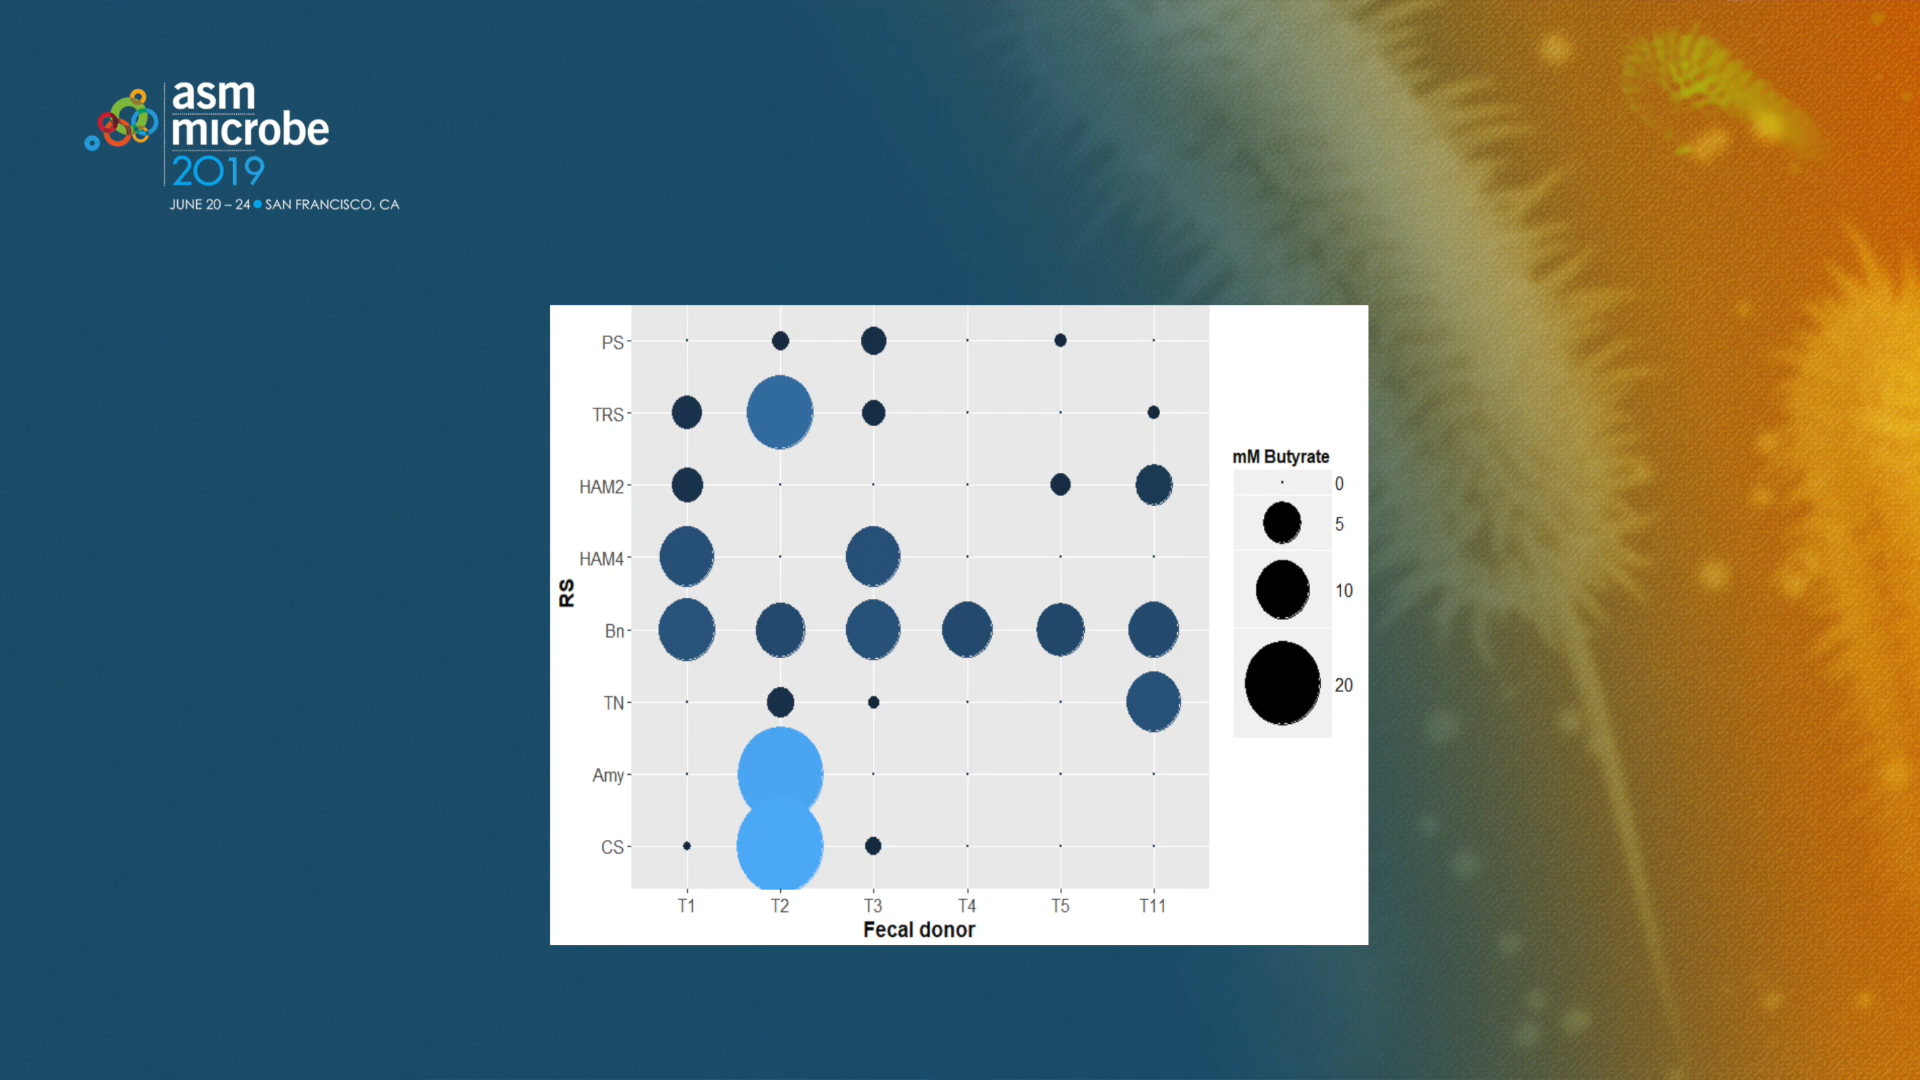 asm
microbe
2019
JUNE 20 – 24 • SAN FRANCISCO, CA
PS
TRS
HAM2
HAM4
Bn
TN
Amy
CS
RS
T1 T2 T3 T4 T5 T11
Fecal donor
mM Butyrate
0
5
10
20